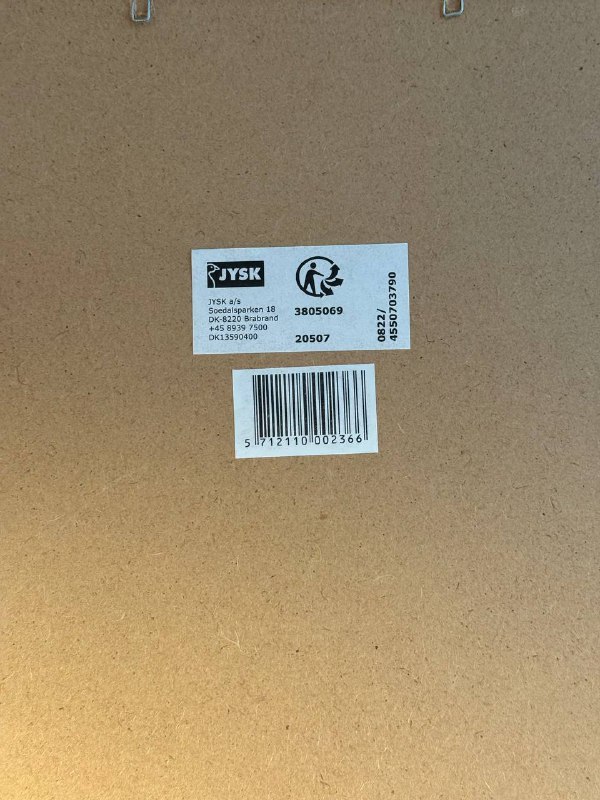 JYSK
JYSK a/s
Soedalsparken 18
DK-8220 Brabrand
+45 8939 7500
DK13590400
3805069
20507
0822/
4550703790
5 712110 002366